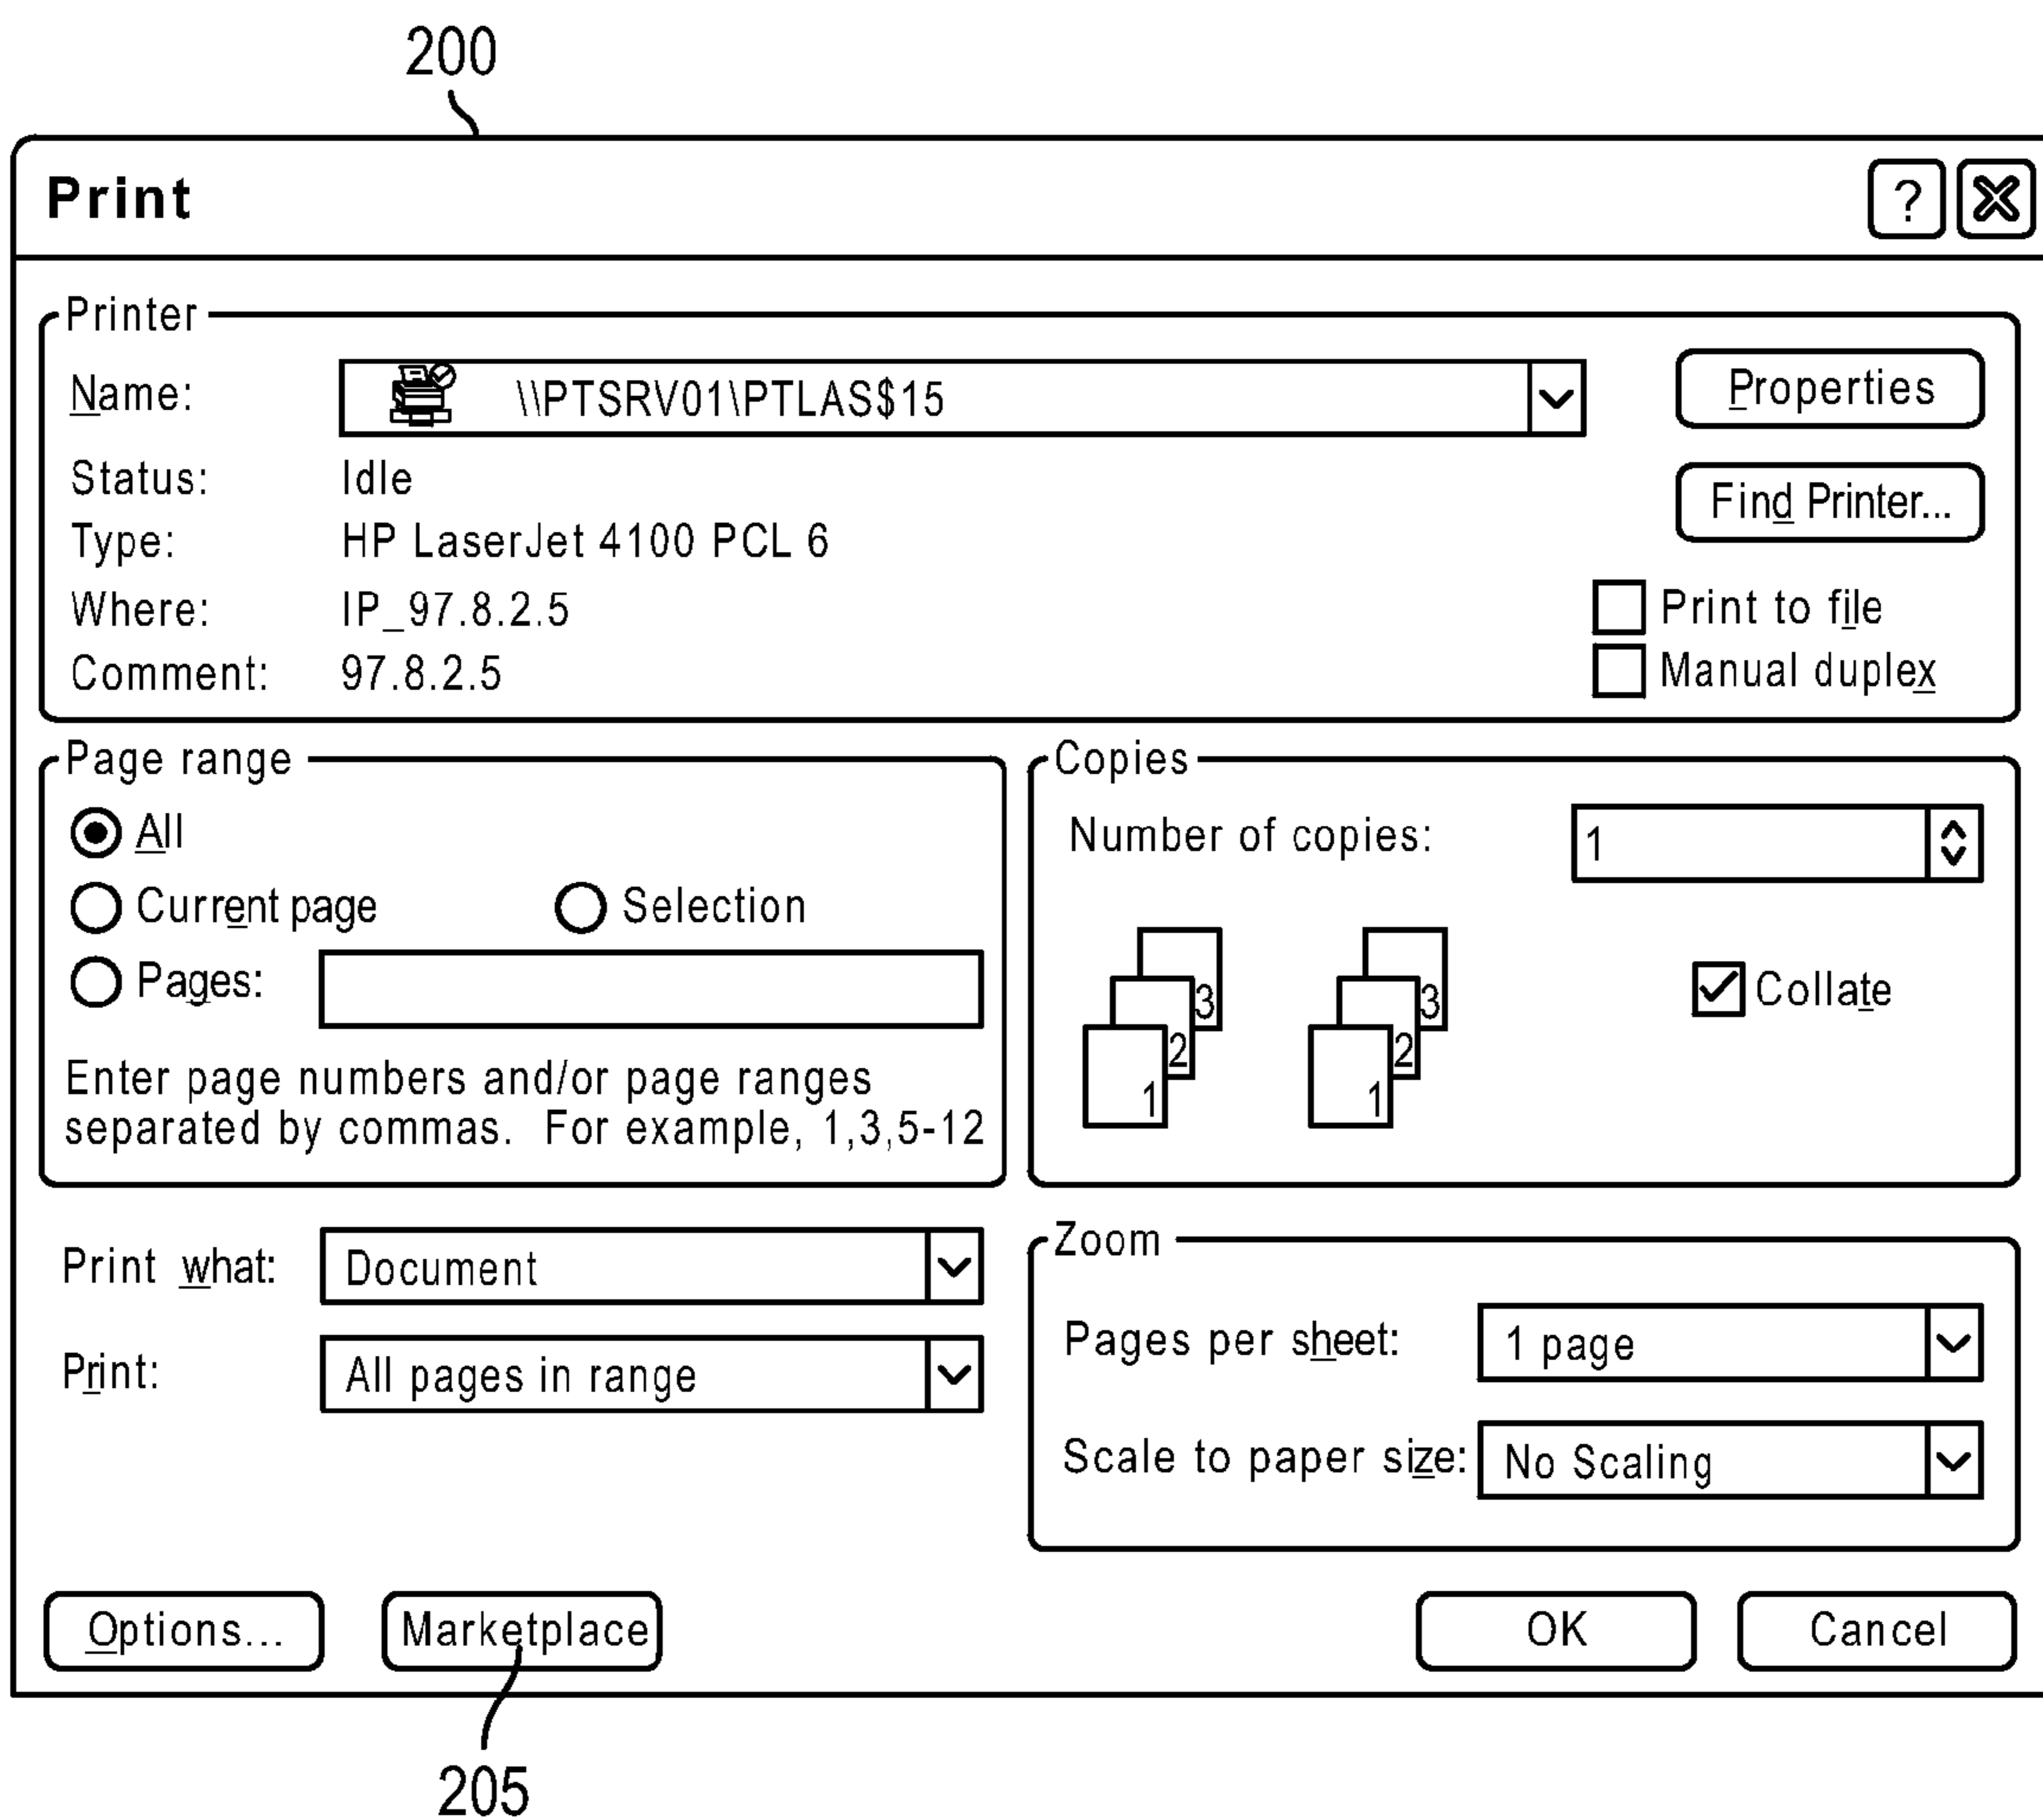 200
Print ?
Printer
Name: \\PTSRV01\PTLAS$15 Properties
Status: Idle Find Printer...
Type: HP LaserJet 4100 PCL 6
Where: IP_97.8.2.5 Print to file
Comment: 97.8.2.5 Manual duplex
Page range
All
Current page Selection
Pages:
Enter page numbers and/or page ranges
separated by commas. For example, 1,3,5-12
Copies
Number of copies: 1
3 3
2 2
1 1
Collate
Print what: Document
Print: All pages in range
Zoom
Pages per sheet: 1 page
Scale to paper size: No Scaling
Options... Marketplace OK Cancel
205